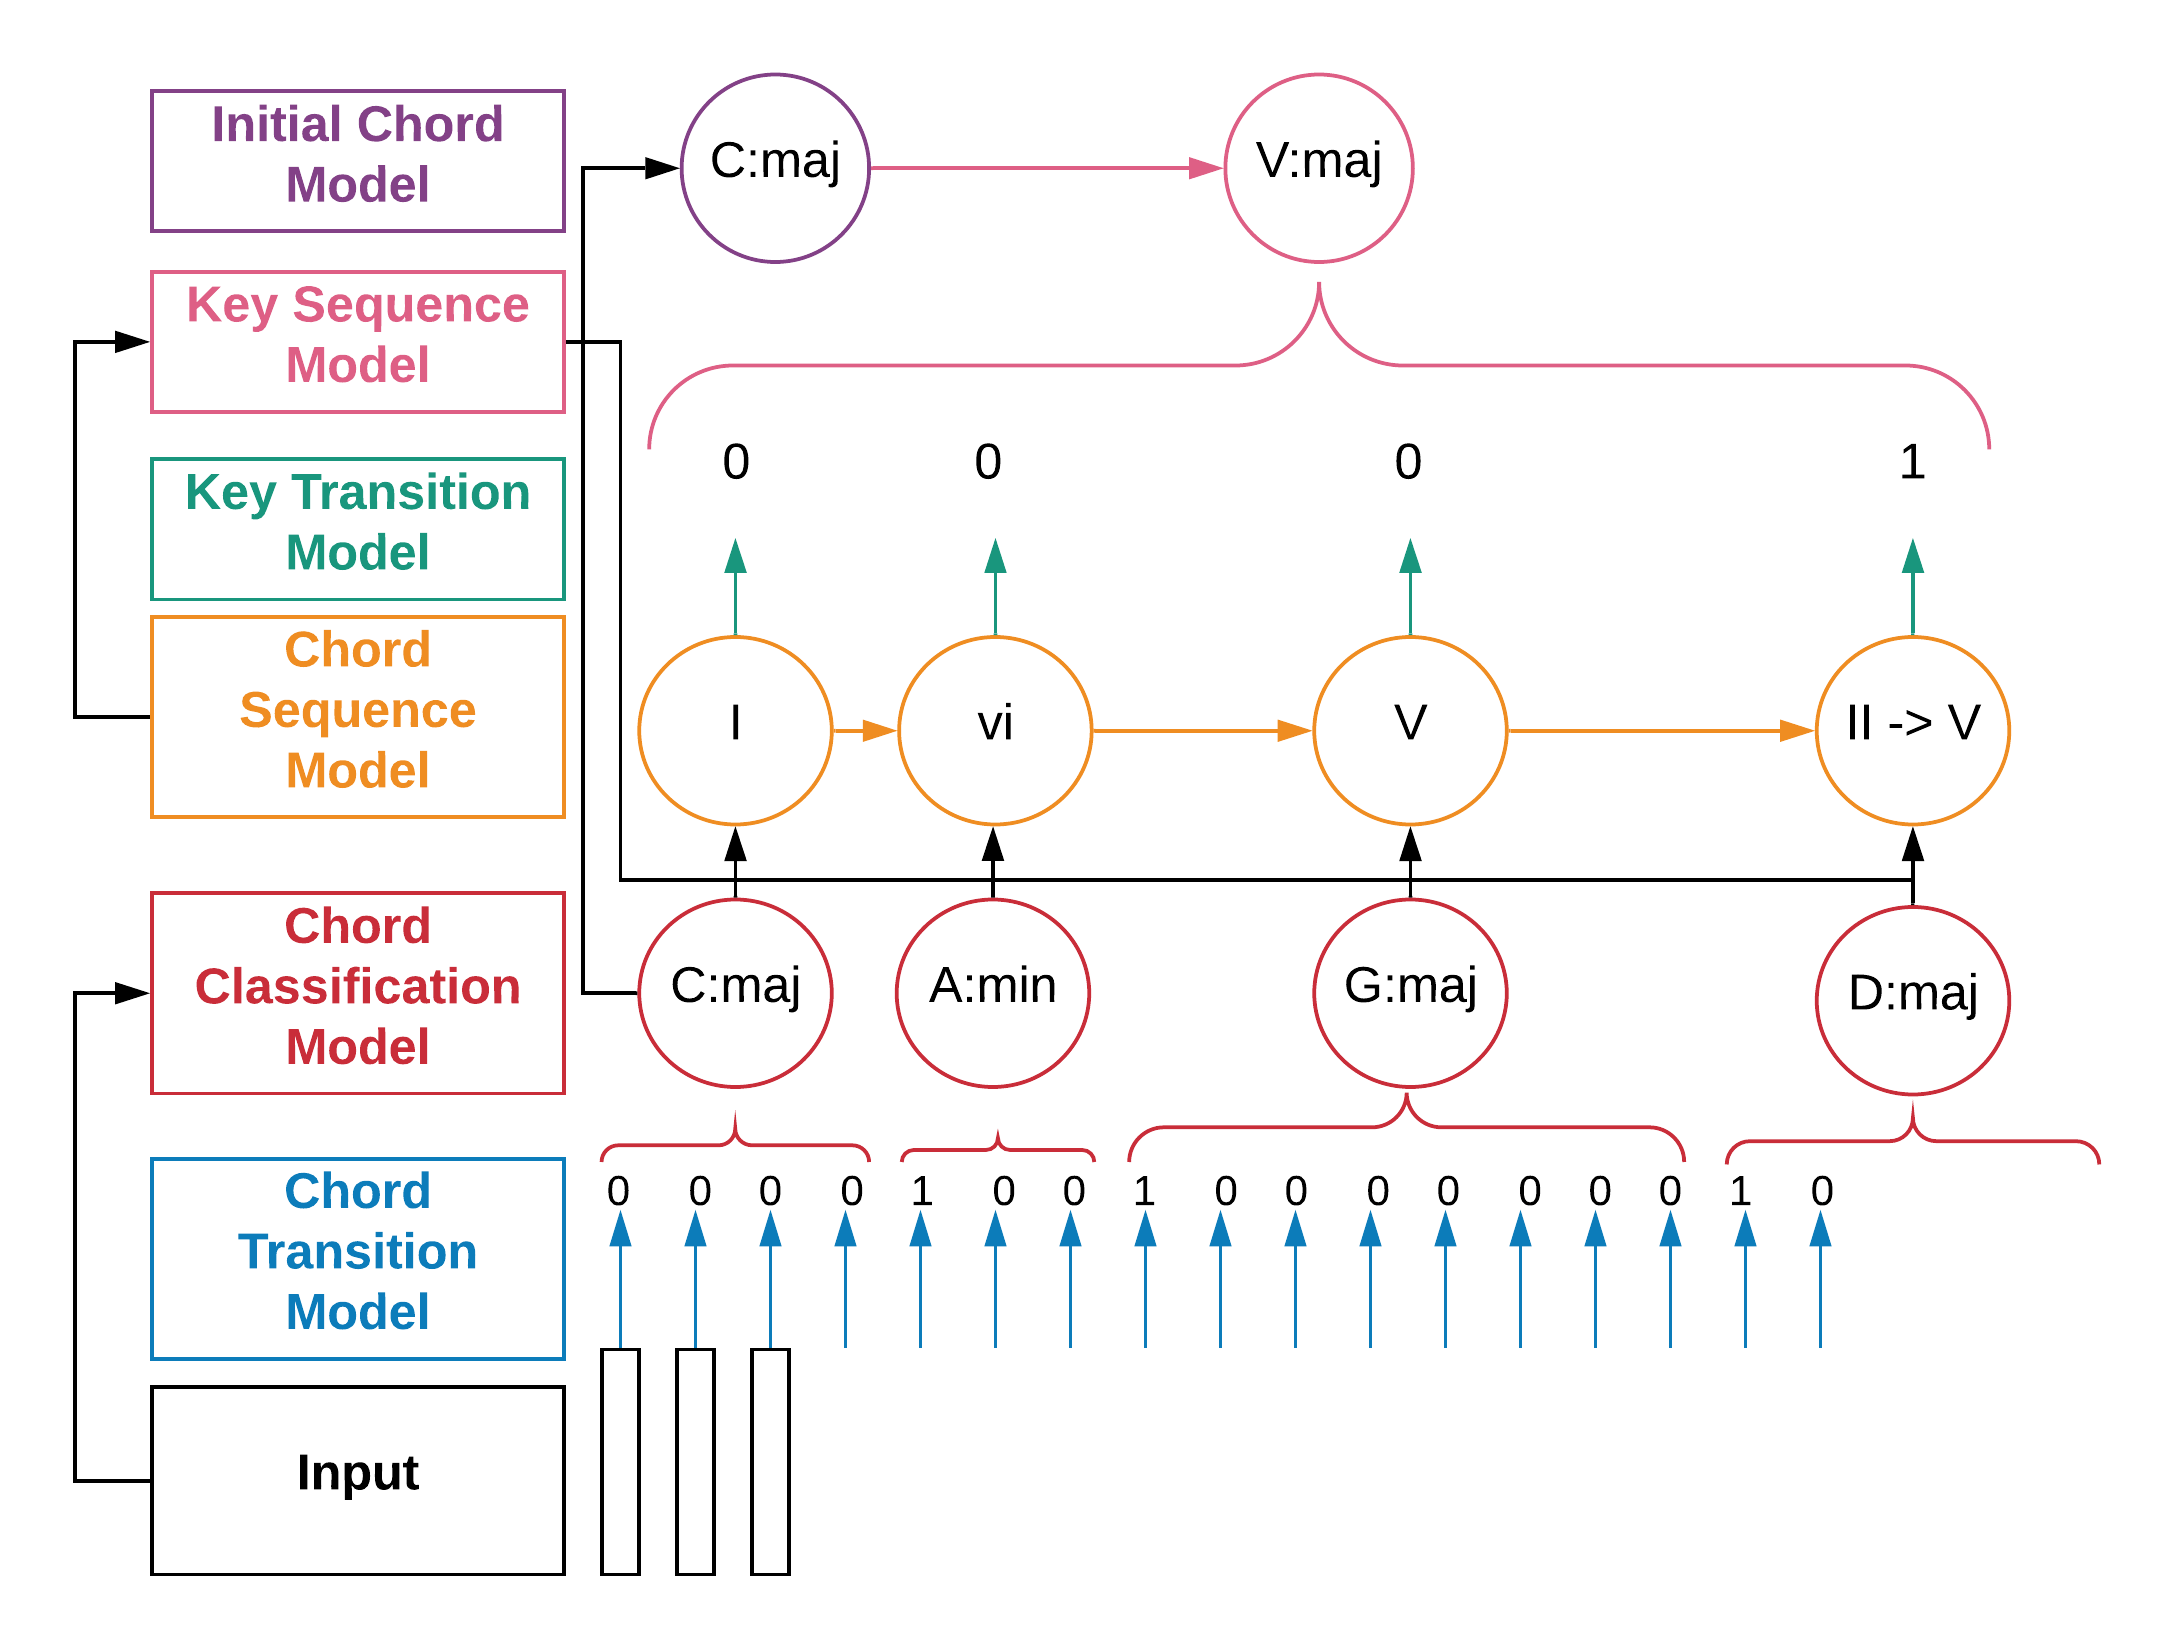 Initial Chord
Model
C:maj
V:maj
Key Sequence
Model
Key Transition
Model
0 0 0 1
Chord
Sequence
Model
I
vi
V
II -> V
Chord
Classification
Model
C:maj
A:min
G:maj
D:maj
Chord
Transition
Model
0 0 0 0 1 0 0 1 0 0 0 0 0 0 0 1 0
Input